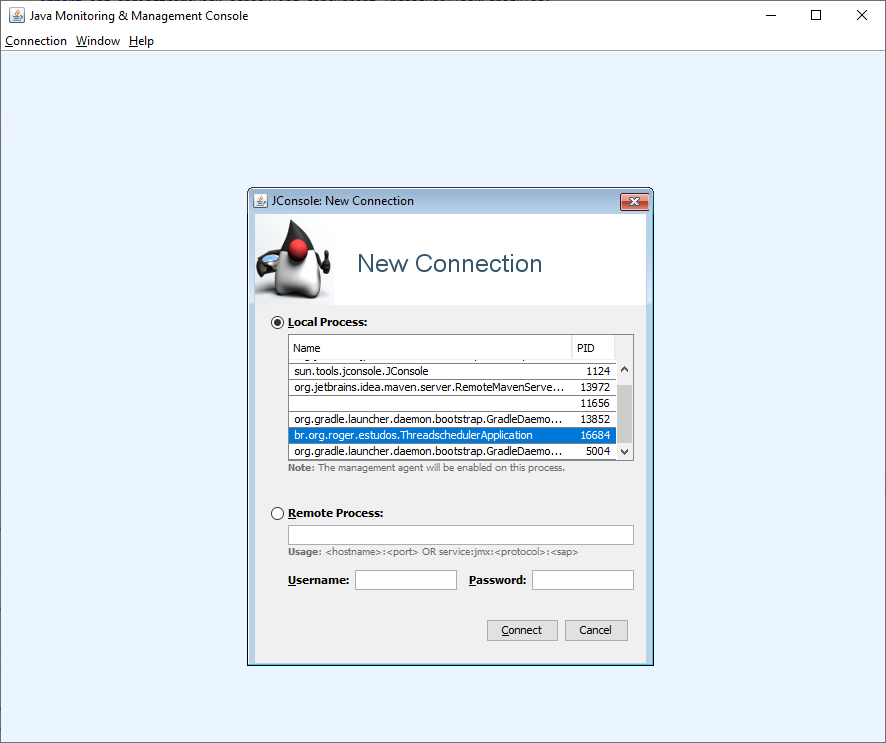 Java Monitoring & Management Console
Connection Window Help
JConsole: New Connection
New Connection
Local Process:
Name PID
sun.tools.jconsole.JConsole 1124
org.jetbrains.idea.maven.server.RemoteMavenServe... 13972
11656
org.gradle.launcher.daemon.bootstrap.GradleDaemo... 13852
br.org.roger.estudos.ThreadschedulerApplication 16684
org.gradle.launcher.daemon.bootstrap.GradleDaemo... 5004
Note: The management agent will be enabled on this process.
Remote Process:
Usage: <hostname>:<port> OR service:jmx:<protocol>:<sap>
Username: Password:
Connect Cancel